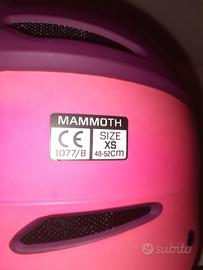 MAMMOTH
CE
1077/B
SIZE
XS
48-52cm
subito